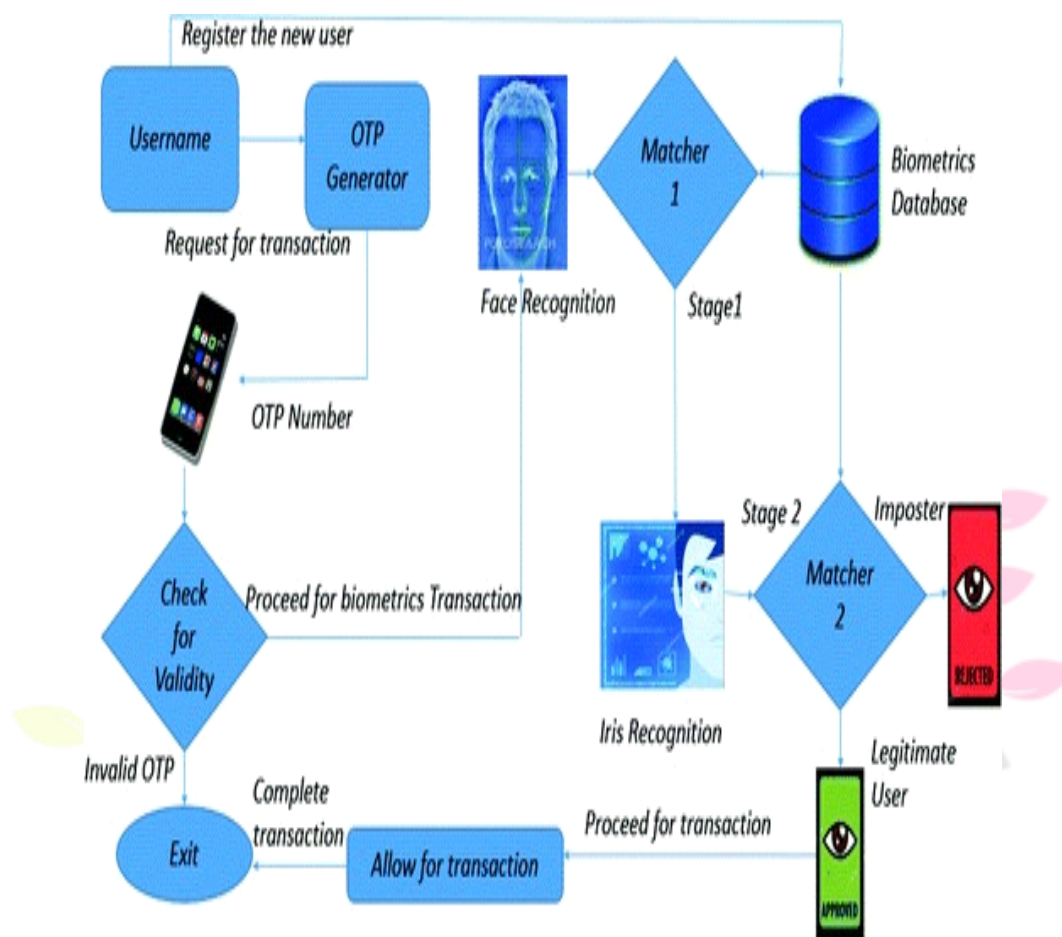 Register the new user
Username
OTP
Generator
Request for transaction
OTP Number
Check
for
Validity
Proceed for biometrics Transaction
Invalid OTP
Exit
Face Recognition
Matcher
1
Biometrics
Database
Stage1
Iris Recognition
Stage 2
Matcher
2
Imposter
REJECTED
Legitimate
User
APPROVED
Proceed for transaction
Allow for transaction
Complete
transaction